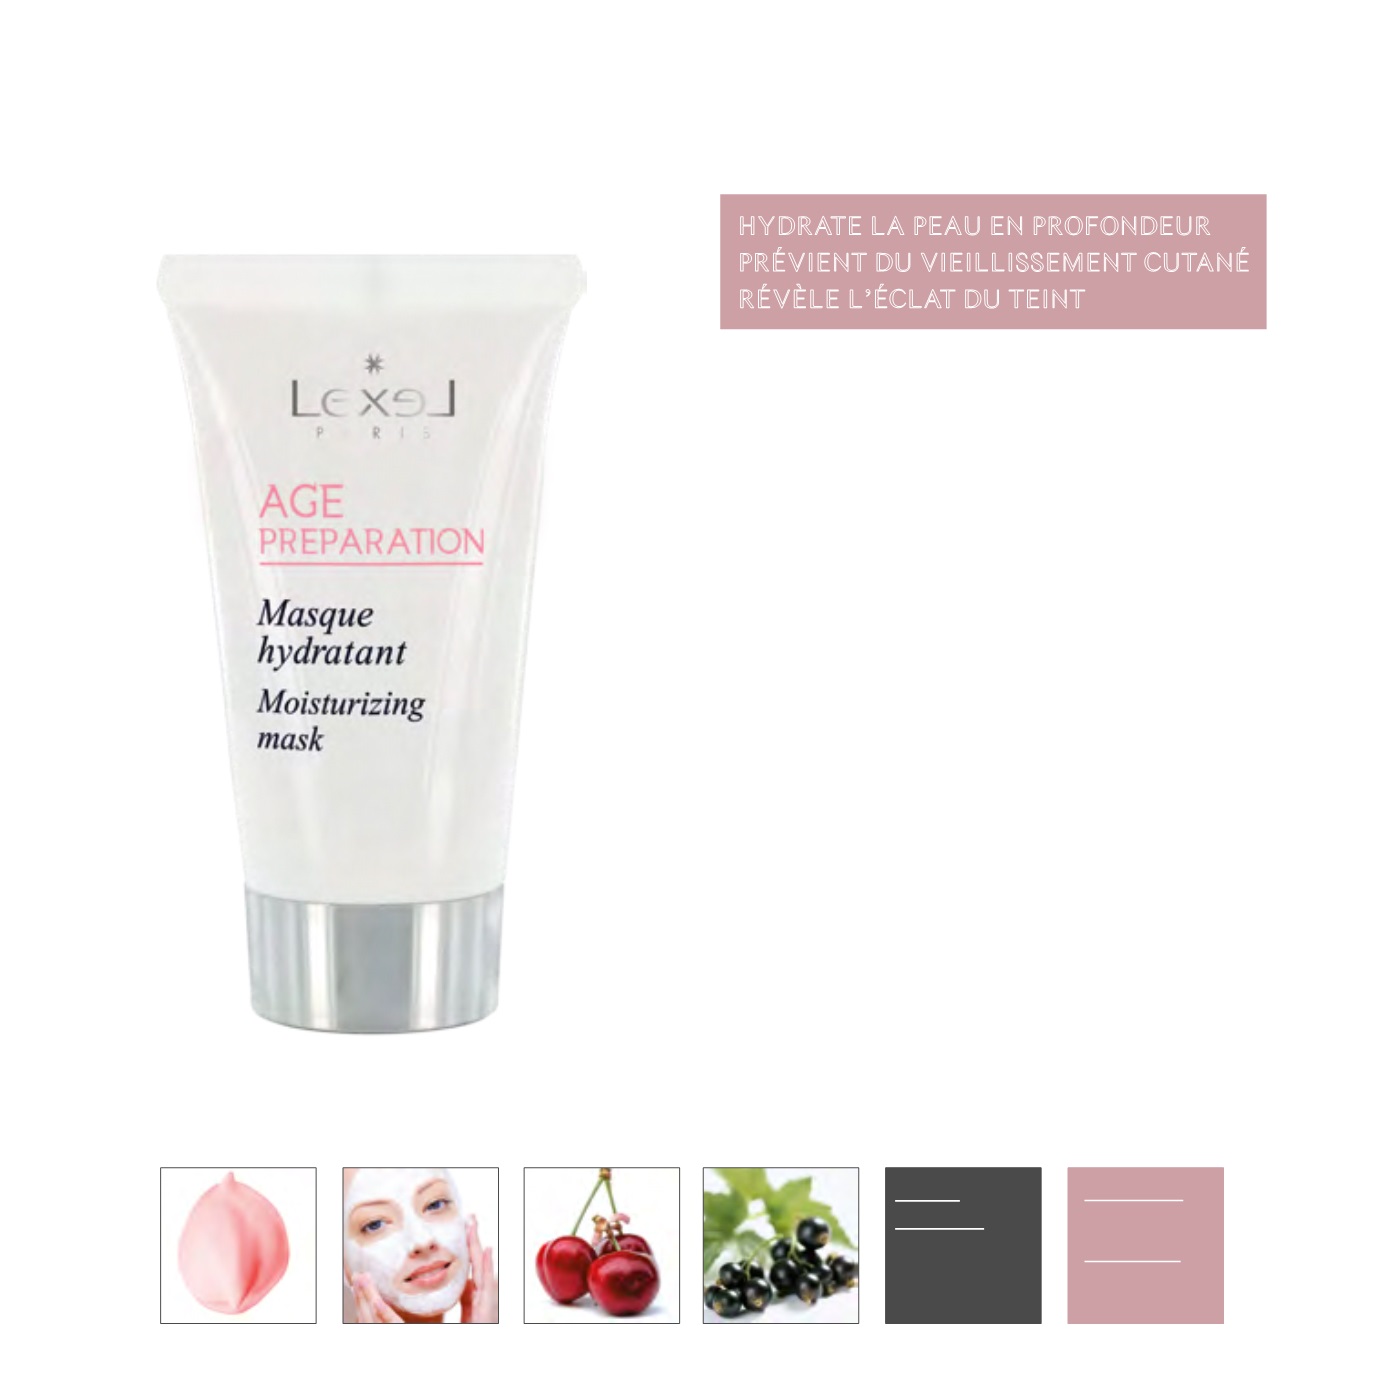 HYDRATE LA PEAU EN PROFONDEUR
PRÉVIENT DU VIEILLISSEMENT CUTANÉ
RÉVÈLE L’ÉCLAT DU TEINT
Lexel
PARIS
AGE
PREPARATION
Masque
hydratant
Moisturizing
mask